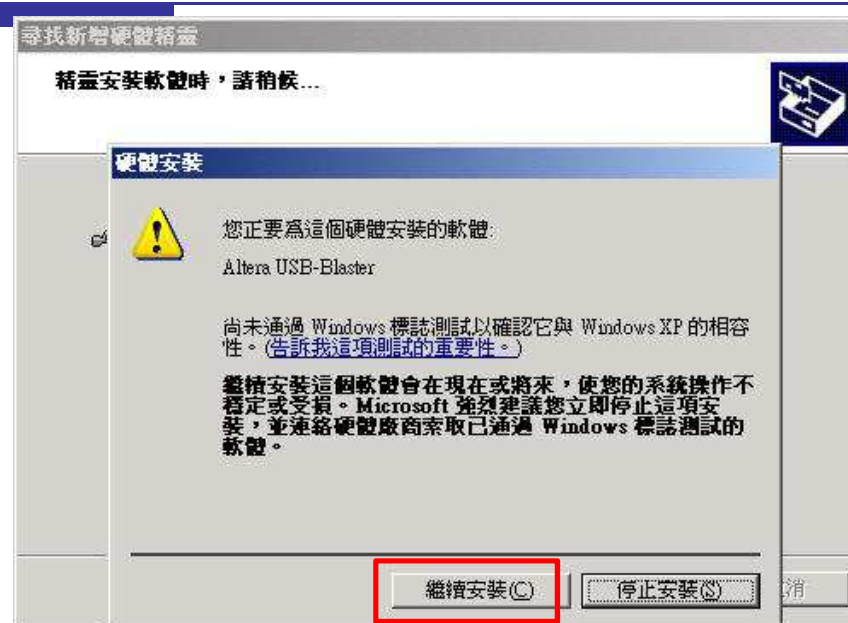 尋找新增硬體精靈
精靈安裝軟體時，請稍候...
硬體安裝
您正要為這個硬體安裝的軟體:
Altera USB-Blaster
尚未通過 Windows 標誌測試以確認它與 Windows XP 的相容
性。(告訴我這項測試的重要性。)
繼續安裝這個軟體會在現在或將來，使您的系統操作不
穩定或受損。Microsoft 強烈建議您立即停止這項安
裝，並連絡硬體廠商索取已通過 Windows 標誌測試的
軟體。
繼續安裝(C)
停止安裝(S)
消